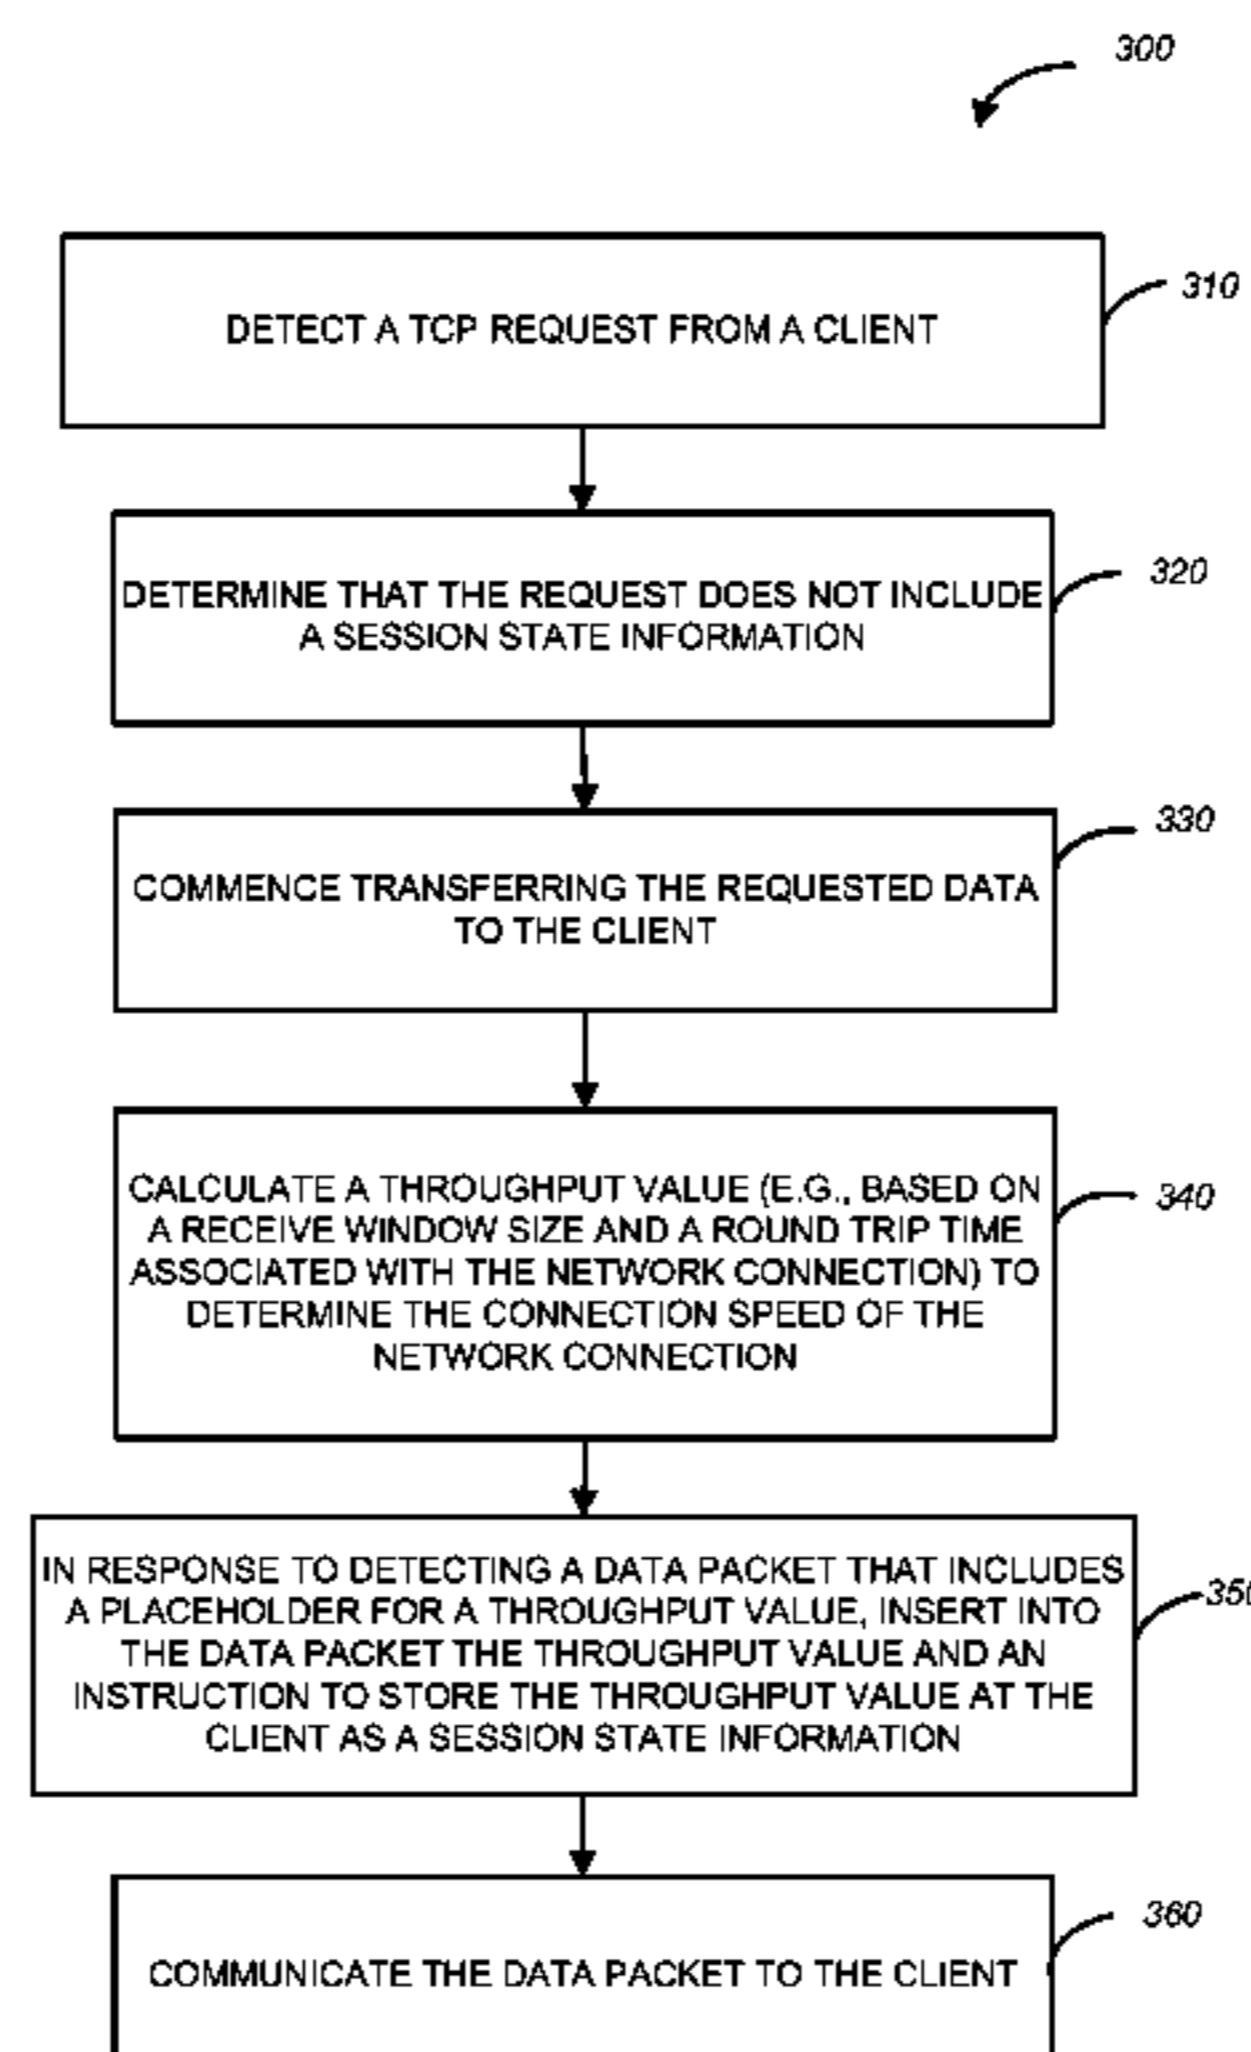 300
DETECT A TCP REQUEST FROM A CLIENT
310
DETERMINE THAT THE REQUEST DOES NOT INCLUDE
A SESSION STATE INFORMATION
320
COMMENCE TRANSFERRING THE REQUESTED DATA
TO THE CLIENT
330
CALCULATE A THROUGHPUT VALUE (E.G., BASED ON
A RECEIVE WINDOW SIZE AND A ROUND TRIP TIME
ASSOCIATED WITH THE NETWORK CONNECTION) TO
DETERMINE THE CONNECTION SPEED OF THE
NETWORK CONNECTION
340
IN RESPONSE TO DETECTING A DATA PACKET THAT INCLUDES
A PLACEHOLDER FOR A THROUGHPUT VALUE, INSERT INTO
THE DATA PACKET THE THROUGHPUT VALUE AND AN
INSTRUCTION TO STORE THE THROUGHPUT VALUE AT THE
CLIENT AS A SESSION STATE INFORMATION
350
COMMUNICATE THE DATA PACKET TO THE CLIENT
360